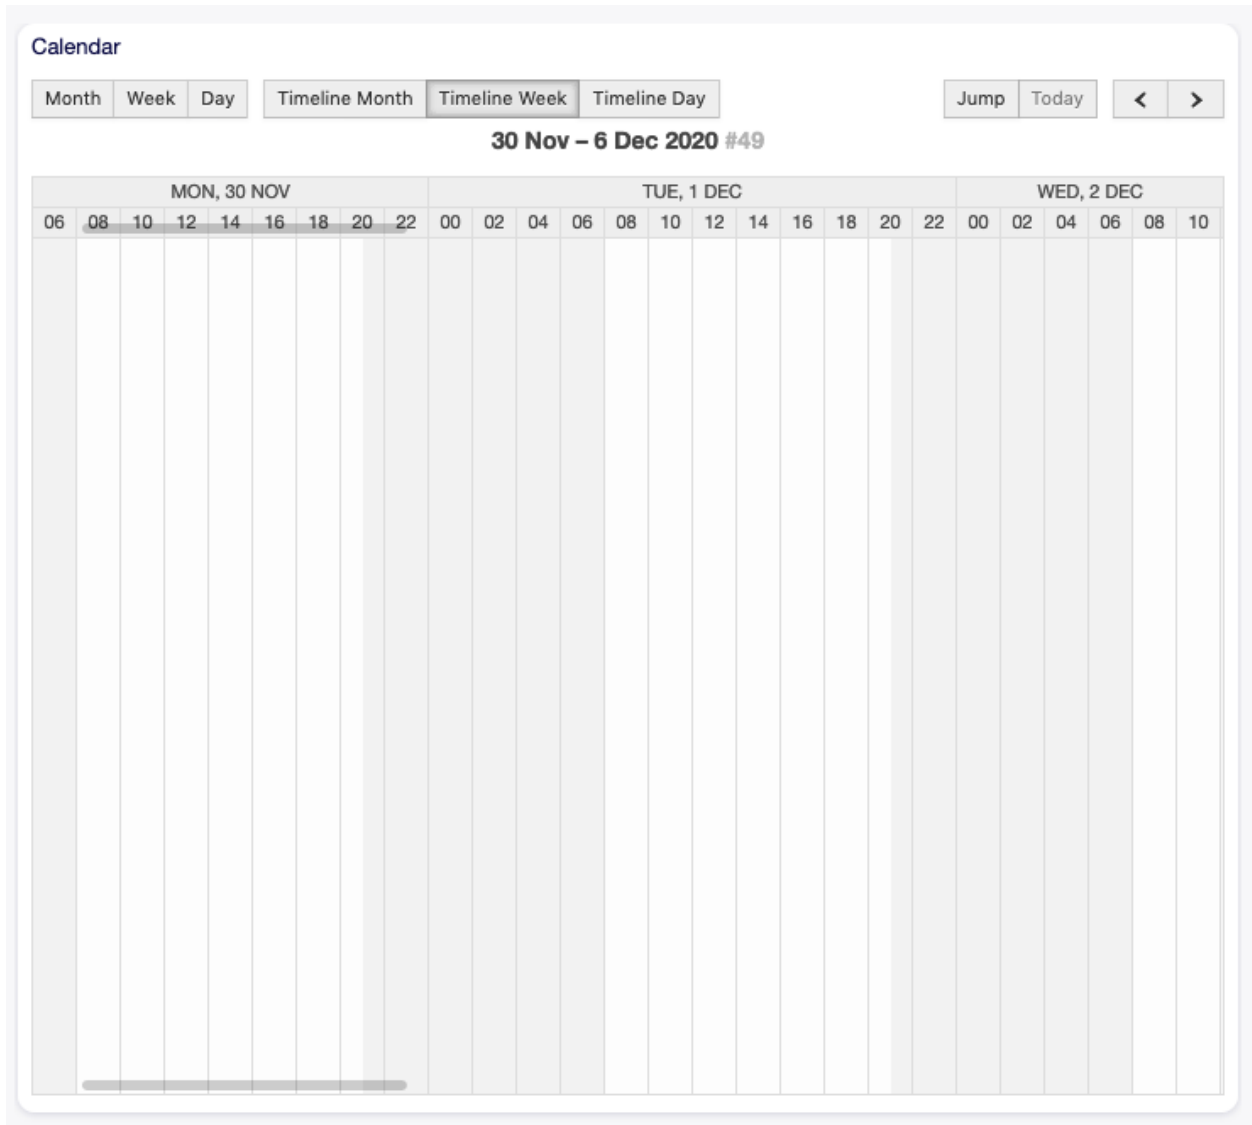 Calendar
Month Week Day Timeline Month Timeline Week Timeline Day Jump Today < >
30 Nov – 6 Dec 2020 #49
MON, 30 NOV TUE, 1 DEC WED, 2 DEC
06 08 10 12 14 16 18 20 22 00 02 04 06 08 10 12 14 16 18 20 22 00 02 04 06 08 10